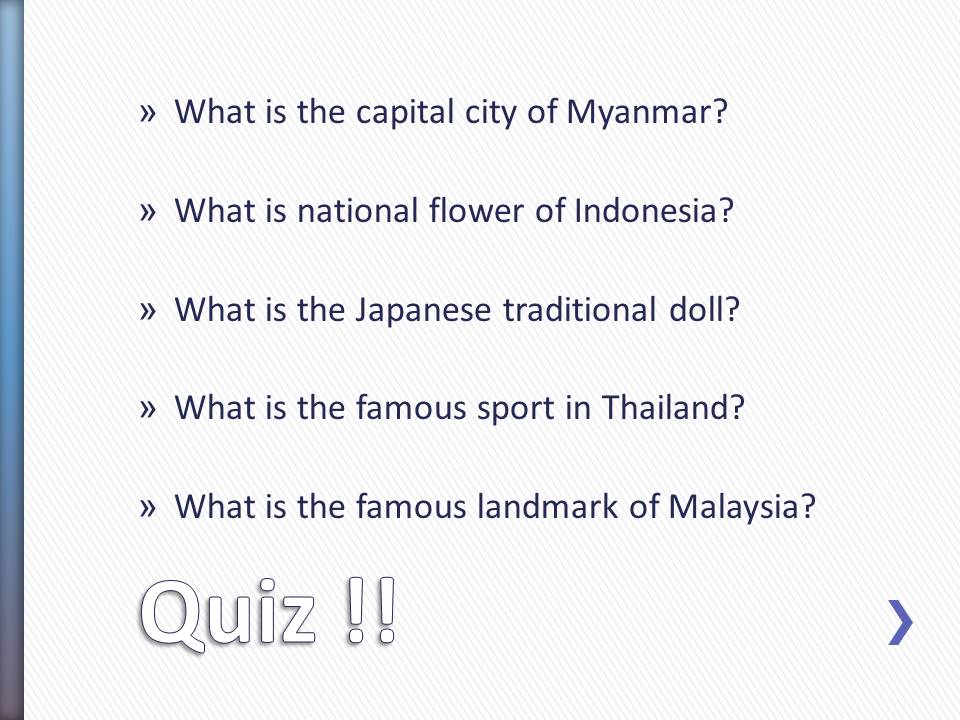 » What is the capital city of Myanmar?
» What is national flower of Indonesia?
» What is the Japanese traditional doll?
» What is the famous sport in Thailand?
» What is the famous landmark of Malaysia?
Quiz !!